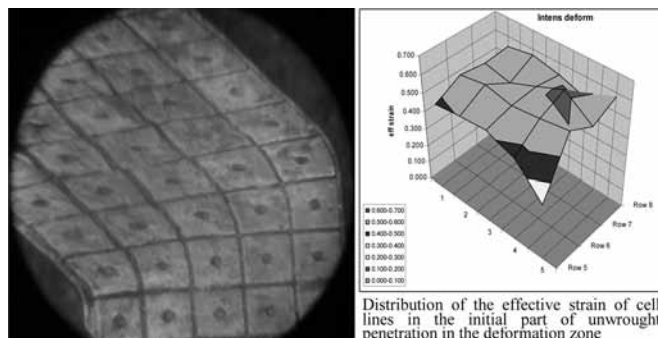 Intens deform
0.700
0.600
0.500
0.400
0.300
0.200
0.100
0.000
eff strain
1
2
3
4
5
Row 8
Row 7
Row 6
Row 5
0.600-0.700
0.500-0.600
0.400-0.500
0.300-0.400
0.200-0.300
0.100-0.200
0.000-0.100
Distribution of the effective strain of cell
lines in the initial part of unwrought
penetration in the deformation zone